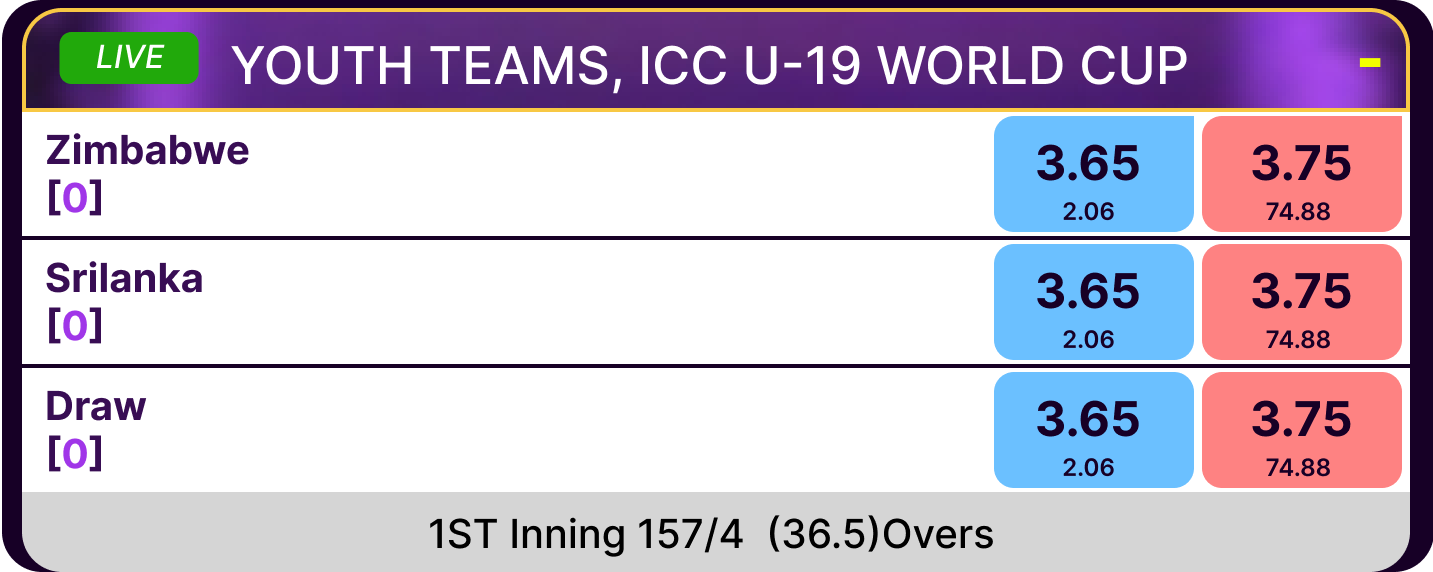 LIVE YOUTH TEAMS, ICC U-19 WORLD CUP -
Zimbabwe 3.65 3.75
[0] 2.06 74.88
Srilanka 3.65 3.75
[0] 2.06 74.88
Draw 3.65 3.75
[0] 2.06 74.88
1ST Inning 157/4 (36.5)Overs